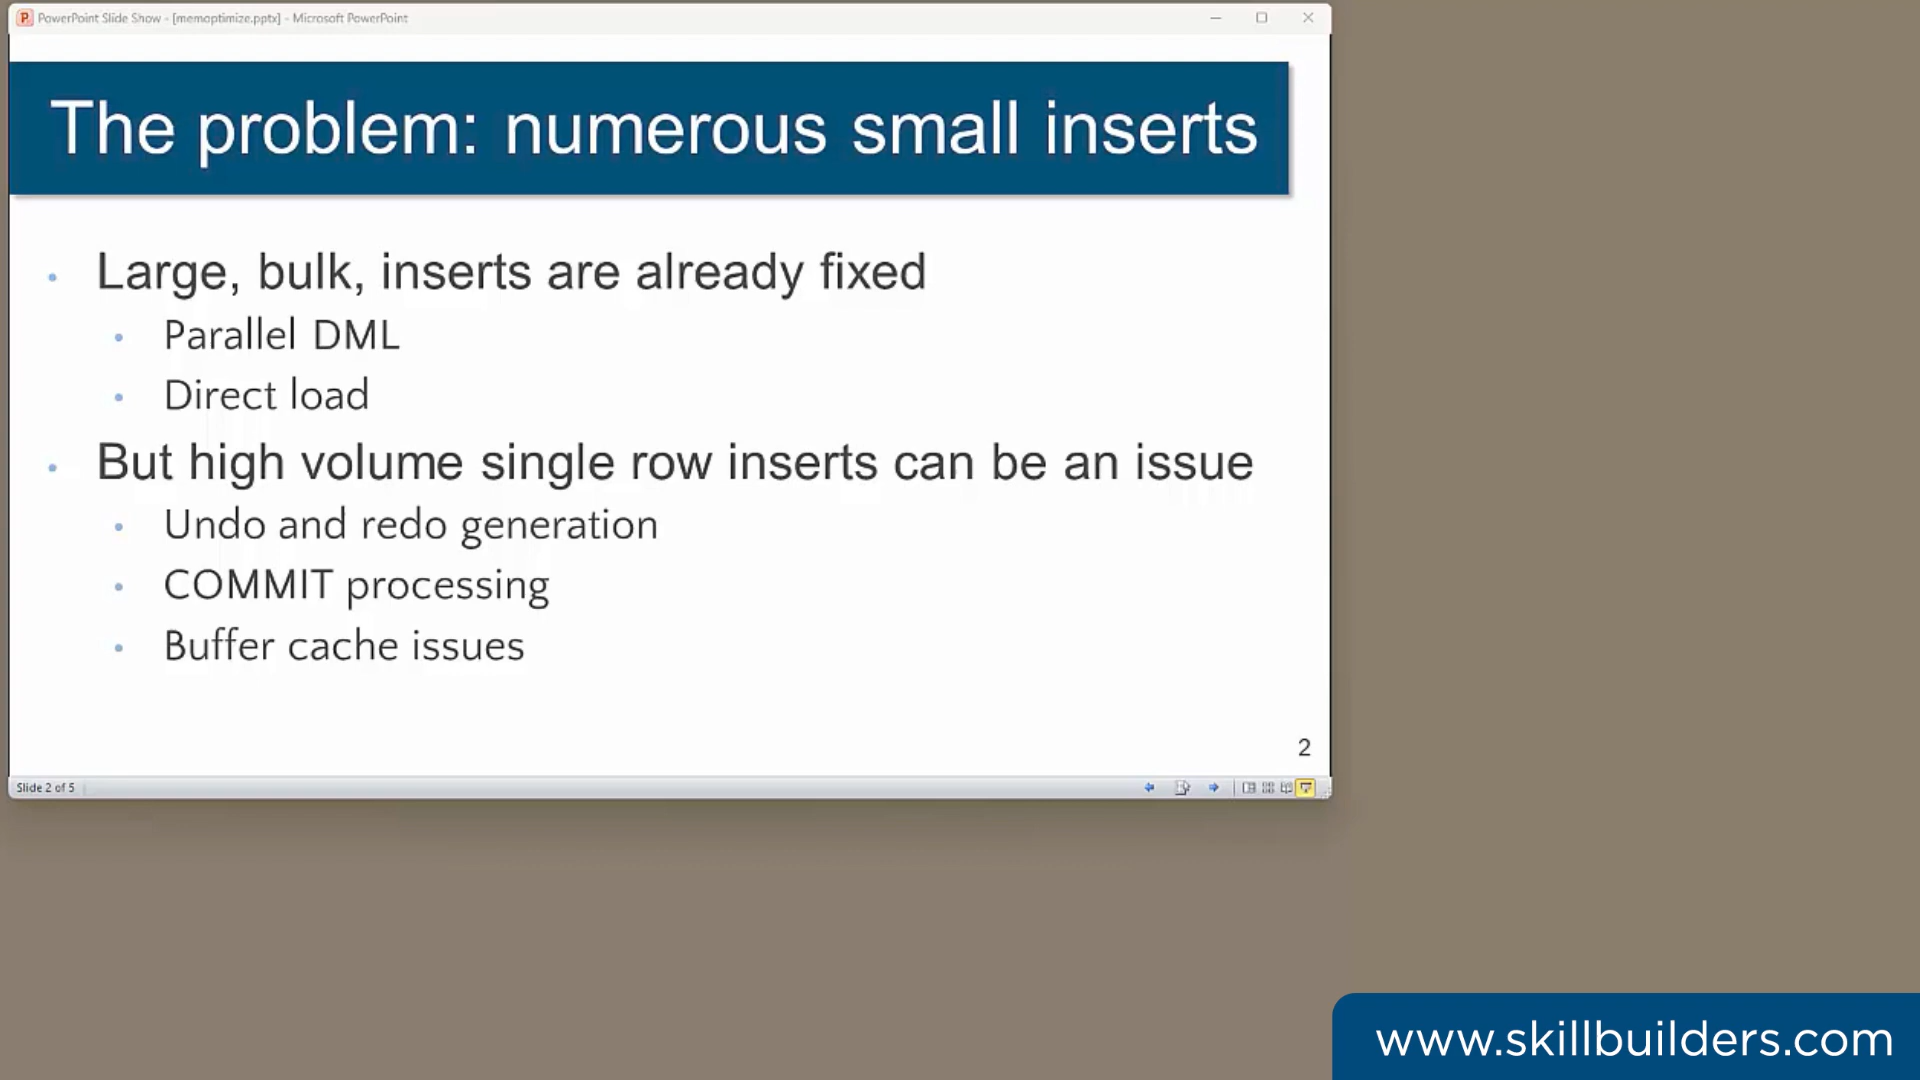 PowerPoint Slide Show - [memoptimize.pptx] - Microsoft PowerPoint
The problem: numerous small inserts
• Large, bulk, inserts are already fixed
• Parallel DML
• Direct load
• But high volume single row inserts can be an issue
• Undo and redo generation
• COMMIT processing
• Buffer cache issues
2
Slide 2 of 5
www.skillbuilders.com